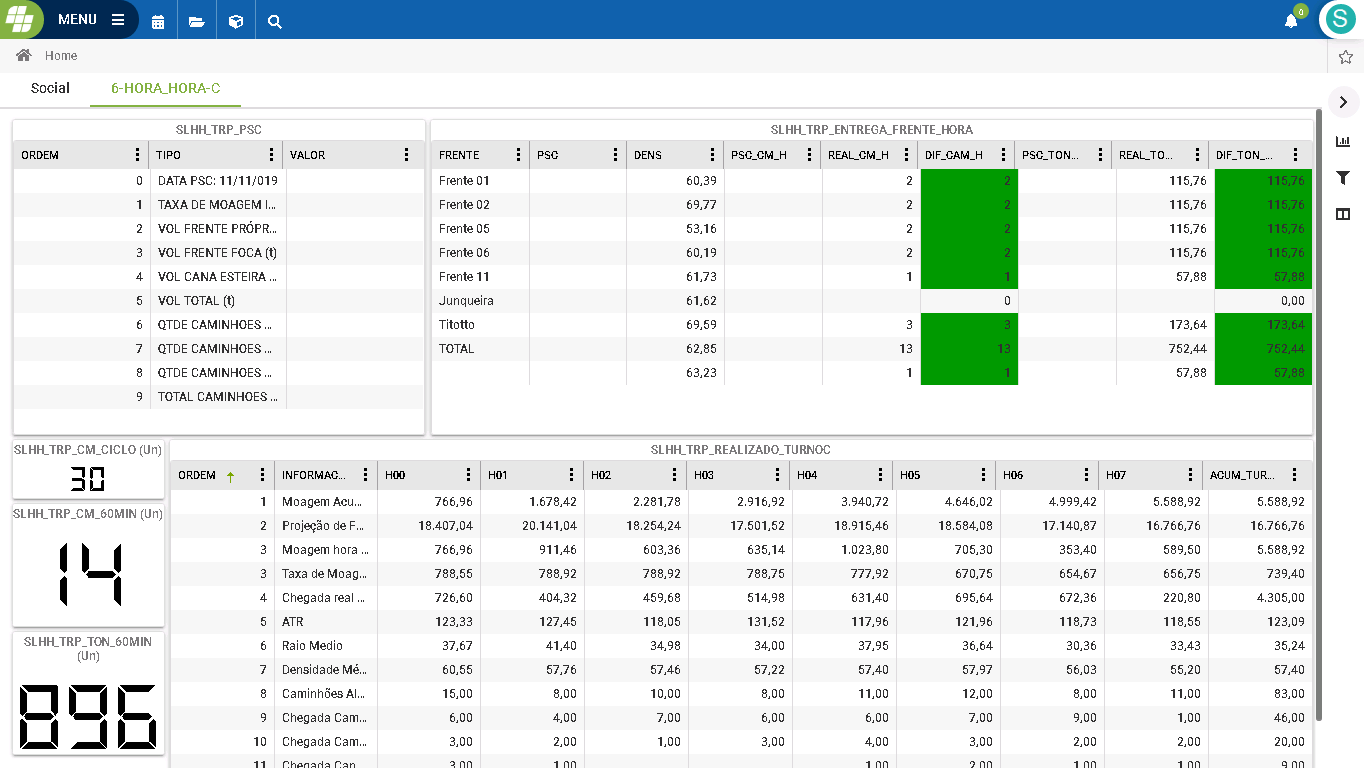 MENU
0
S
Home
Social 6-HORA_HORA-C
SLHH_TRP_PSC
ORDEM TIPO VALOR
0 DATA PSC: 11/11/019
1 TAXA DE MOAGEM I...
2 VOL FRENTE PRÓPR...
3 VOL FRENTE FOCA (t)
4 VOL CANA ESTEIRA ...
5 VOL TOTAL (t)
6 QTDE CAMINHOES ...
7 QTDE CAMINHOES ...
8 QTDE CAMINHOES ...
9 TOTAL CAMINHOES ...
SLHH_TRP_ENTREGA_FRENTE_HORA
FRENTE PSC DENS PSC_CM_H REAL_CM_H DIF_CAM_H PSC_TON... REAL_TO... DIF_TON_...
Frente 01 60,39 2 2 115,76 115,76
Frente 02 69,77 2 2 115,76 115,76
Frente 05 53,16 2 2 115,76 115,76
Frente 06 60,19 2 2 115,76 115,76
Frente 11 61,73 1 1 57,88 57,88
Junqueira 61,62 0 0,00
Titotto 69,59 3 3 173,64 173,64
TOTAL 62,85 13 13 752,44 752,44
63,23 1 1 57,88 57,88
SLHH_TRP_CM_CICLO (Un)
30
SLHH_TRP_CM_60MIN (Un)
14
SLHH_TRP_TON_60MIN
(Un)
896
SLHH_TRP_REALIZADO_TURNOC
ORDEM INFORMAC... H00 H01 H02 H03 H04 H05 H06 H07 ACUM_TUR...
1 Moagem Acu... 766,96 1.678,42 2.281,78 2.916,92 3.940,72 4.646,02 4.999,42 5.588,92 5.588,92
2 Projeção de F... 18.407,04 20.141,04 18.254,24 17.501,52 18.915,46 18.584,08 17.140,87 16.766,76 16.766,76
3 Moagem hora ... 766,96 911,46 603,36 635,14 1.023,80 705,30 353,40 589,50 5.588,92
3 Taxa de Moag... 788,55 788,92 788,92 788,75 777,92 670,75 654,67 656,75 739,40
4 Chegada real ... 726,60 404,32 459,68 514,98 631,40 695,64 672,36 220,80 4.305,00
5 ATR 123,33 127,45 118,05 131,52 117,96 121,96 118,73 118,55 123,09
6 Raio Medio 37,67 41,40 34,98 34,00 37,95 36,64 30,36 33,43 35,24
7 Densidade Mé... 60,55 57,76 57,46 57,22 57,40 57,97 56,03 55,20 57,40
8 Caminhões Al... 15,00 8,00 10,00 8,00 11,00 12,00 8,00 11,00 83,00
9 Chegada Cam... 6,00 4,00 7,00 6,00 6,00 7,00 9,00 1,00 46,00
10 Chegada Cam... 3,00 2,00 1,00 3,00 4,00 3,00 2,00 2,00 20,00
11 Chegada Can... 3,00 1,00 1,00 2,00 1,00 1,00 9,00